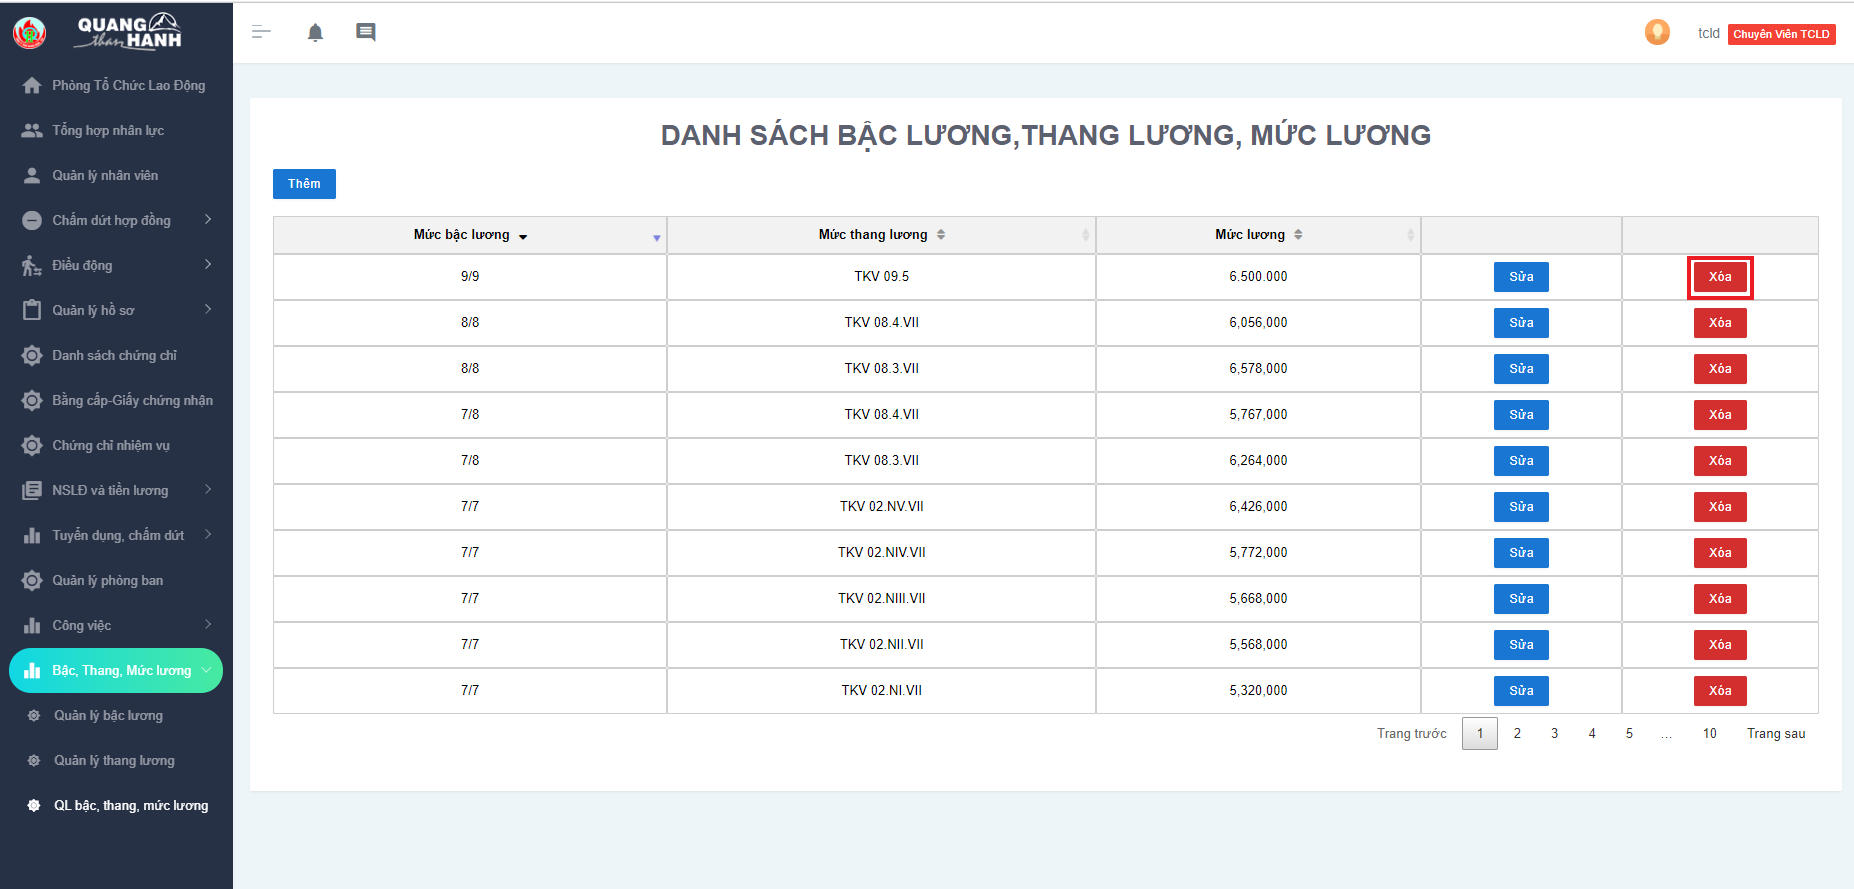 QUANG
than HANH
tcld Chuyên Viên TCLD
Phòng Tổ Chức Lao Động
Tổng hợp nhân lực
Quản lý nhân viên
Chấm dứt hợp đồng
Điều động
Quản lý hồ sơ
Danh sách chứng chỉ
Bằng cấp-Giấy chứng nhận
Chứng chỉ nhiệm vụ
NSLĐ và tiền lương
Tuyển dụng, chấm dứt
Quản lý phòng ban
Công việc
Bậc, Thang, Mức lương
Quản lý bậc lương
Quản lý thang lương
QL bậc, thang, mức lương
DANH SÁCH BẬC LƯƠNG,THANG LƯƠNG, MỨC LƯƠNG
Thêm
Mức bậc lương Mức thang lương Mức lương
9/9 TKV 09.5 6.500.000 Sửa Xóa
8/8 TKV 08.4.VII 6,056,000 Sửa Xóa
8/8 TKV 08.3.VII 6,578,000 Sửa Xóa
7/8 TKV 08.4.VII 5,767,000 Sửa Xóa
7/8 TKV 08.3.VII 6,264,000 Sửa Xóa
7/7 TKV 02.NV.VII 6,426,000 Sửa Xóa
7/7 TKV 02.NIV.VII 5,772,000 Sửa Xóa
7/7 TKV 02.NIII.VII 5,668,000 Sửa Xóa
7/7 TKV 02.NII.VII 5,568,000 Sửa Xóa
7/7 TKV 02.NI.VII 5,320,000 Sửa Xóa
Trang trước 1 2 3 4 5 ... 10 Trang sau